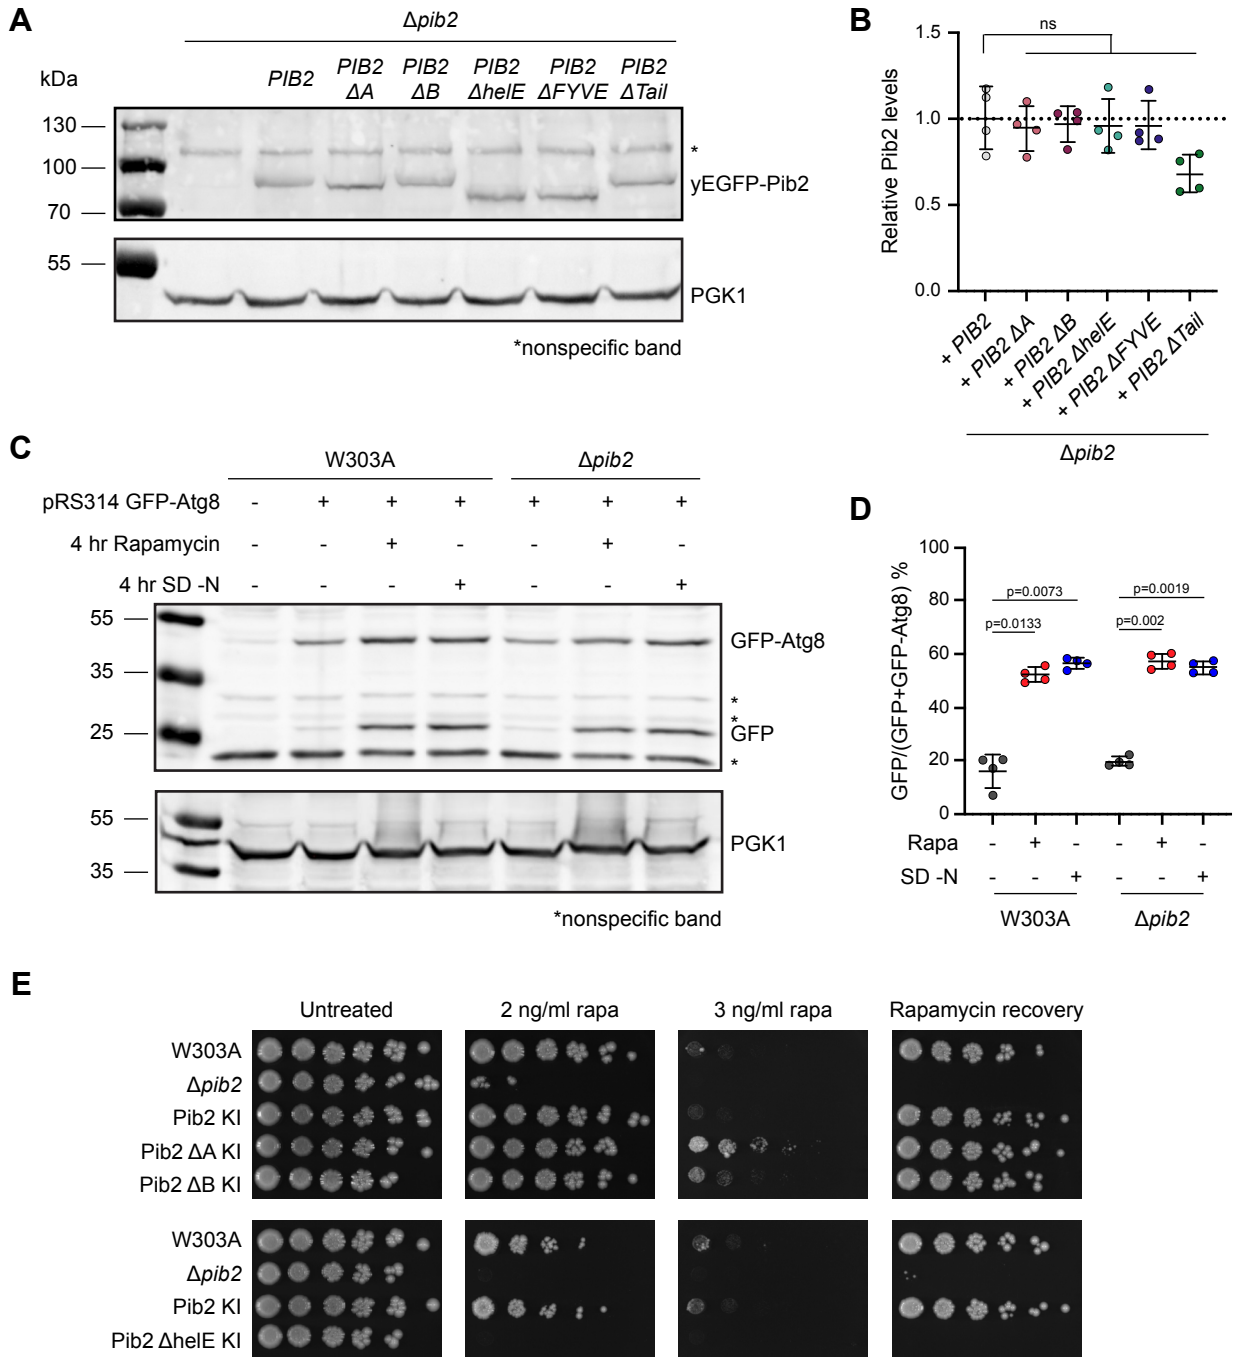 A
Δpib2
kDa
PIB2
PIB2 ΔA
PIB2 ΔB
PIB2 ΔhelE
PIB2 ΔFYVE
PIB2 ΔTail
130
100
70
*
yEGFP-Pib2
55
PGK1
*nonspecific band
B
ns
1.5
1.0
0.5
0.0
Relative Pib2 levels
+ PIB2
+ PIB2 ΔA
+ PIB2 ΔB
+ PIB2 ΔhelE
+ PIB2 ΔFYVE
+ PIB2 ΔTail
Δpib2
C
W303A Δpib2
pRS314 GFP-Atg8 - + + + + + +
4 hr Rapamycin - - + - - + -
4 hr SD -N - - - + - - +
55
35
25
GFP-Atg8
*
*
GFP
*
55
35
PGK1
*nonspecific band
D
100
80
60
40
20
0
GFP/(GFP+GFP-Atg8) %
p=0.0073
p=0.0133
p=0.0019
p=0.002
Rapa - + - - + -
SD -N - - + - - +
W303A Δpib2
E
Untreated 2 ng/ml rapa 3 ng/ml rapa Rapamycin recovery
W303A
Δpib2
Pib2 KI
Pib2 ΔA KI
Pib2 ΔB KI
W303A
Δpib2
Pib2 KI
Pib2 ΔhelE KI